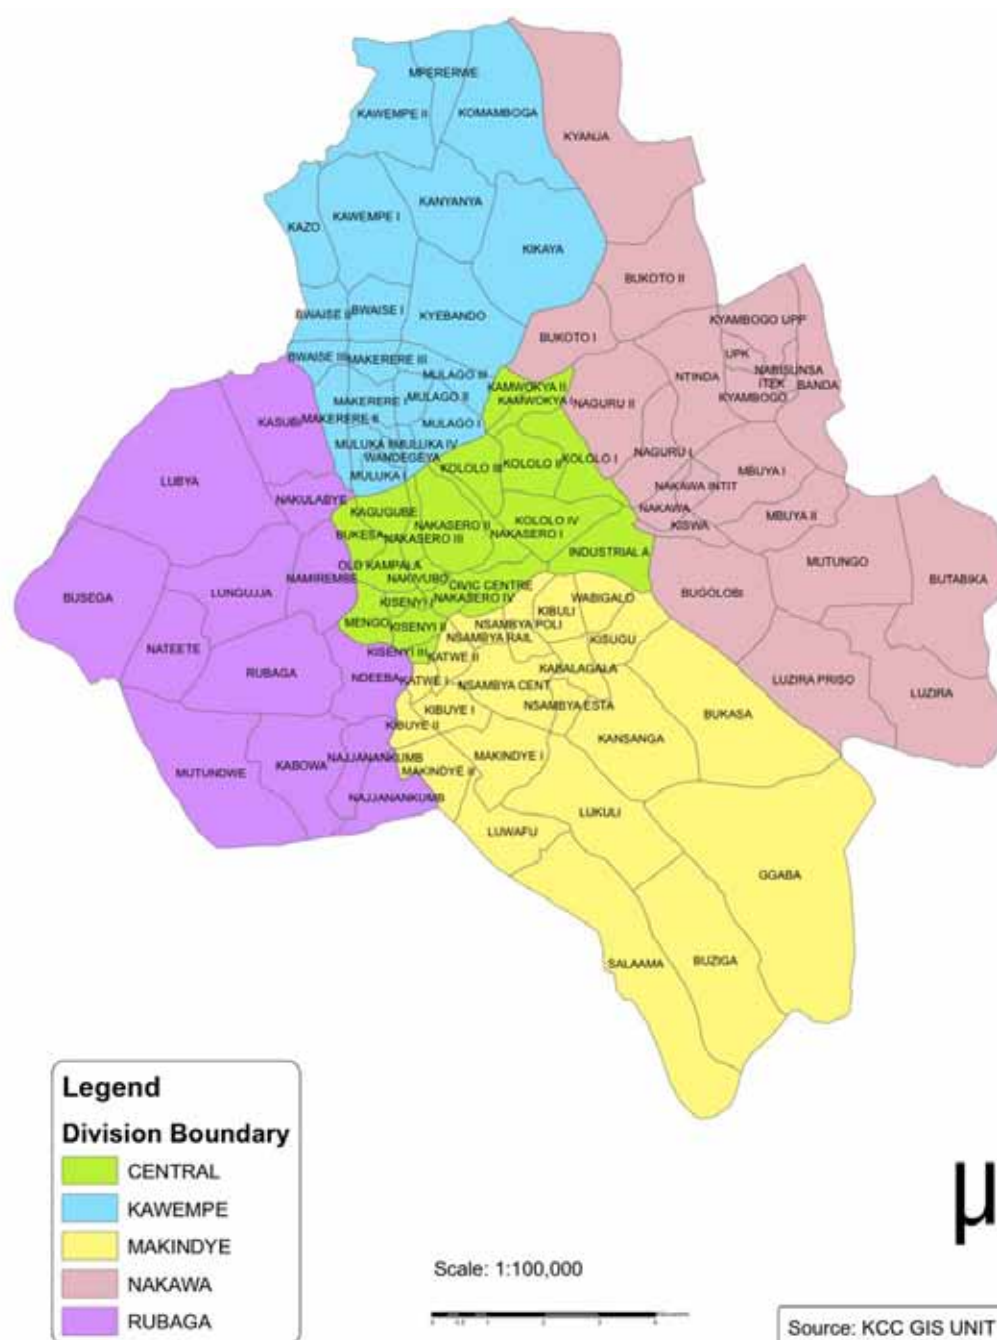 MPERERWE
KAWEMPE II
KOMAMBOGA
KYANJA
KANYANYA
KAWEMPE I
KAZO
KIKAYA
BUKOTO II
BWAISE II
BWAISE I
KYEBANDO
KYAMBOGO UPP
BUKOTO I
BWAISE III
MAKERERE III
UPK
NABISUNSA
MULAGO III
NTINDA
ITEK
BANDA
KAMWOKYA II
MULAGO II
KYAMBOGO
MAKERERE I
KAMWOKYA I
NAGURU II
KASUBI
MAKERERE II
MULAGO I
MULUKA II
MULUKA IV
WANDEGEYA
NAGURU I
KOLOLO I
KOLOLO II
KOLOLO III
MBUYA I
MULUKA I
LUBYA
NAKAWA INTIT
NAKULABYE
KAGUGUBE
NAKAWA
MBUYA II
KOLOLO IV
NAKASERO II
KISWA
BUKESA
NAKASERO III
NAKASERO I
INDUSTRIAL A
MUTUNGO
OLD KAMPALA
BUTABIKA
NAMIREMBE
NAKIVUBO
CIVIC CENTRE
BUGOLOBI
LUNGUJJA
BUSEGA
KISENYI I
NAKASERO IV
WABIGALO
KIBULI
MENGO
KISENYI II
NSAMBYA POLI
NSAMBYA RAIL
KISUGU
NATEETE
KISENYI III
KATWE II
RUBAGA
NDEEBA
KATWE I
KABALAGALA
NSAMBYA CENT
LUZIRA PRISO
LUZIRA
NSAMBYA ESTA
KIBUYE I
BUKASA
KIBUYE II
KANSANGA
NAJJANANKUMB
MAKINDYE I
KABOWA
MUTUNDWE
MAKINDYE II
NAJJANANKUMB
LUKULI
LUWAFU
GGABA
SALAAMA
BUZIGA
Legend
Division Boundary
CENTRAL
KAWEMPE
MAKINDYE
NAKAWA
RUBAGA
µ
Scale: 1:100,000
Source: KCC GIS UNIT